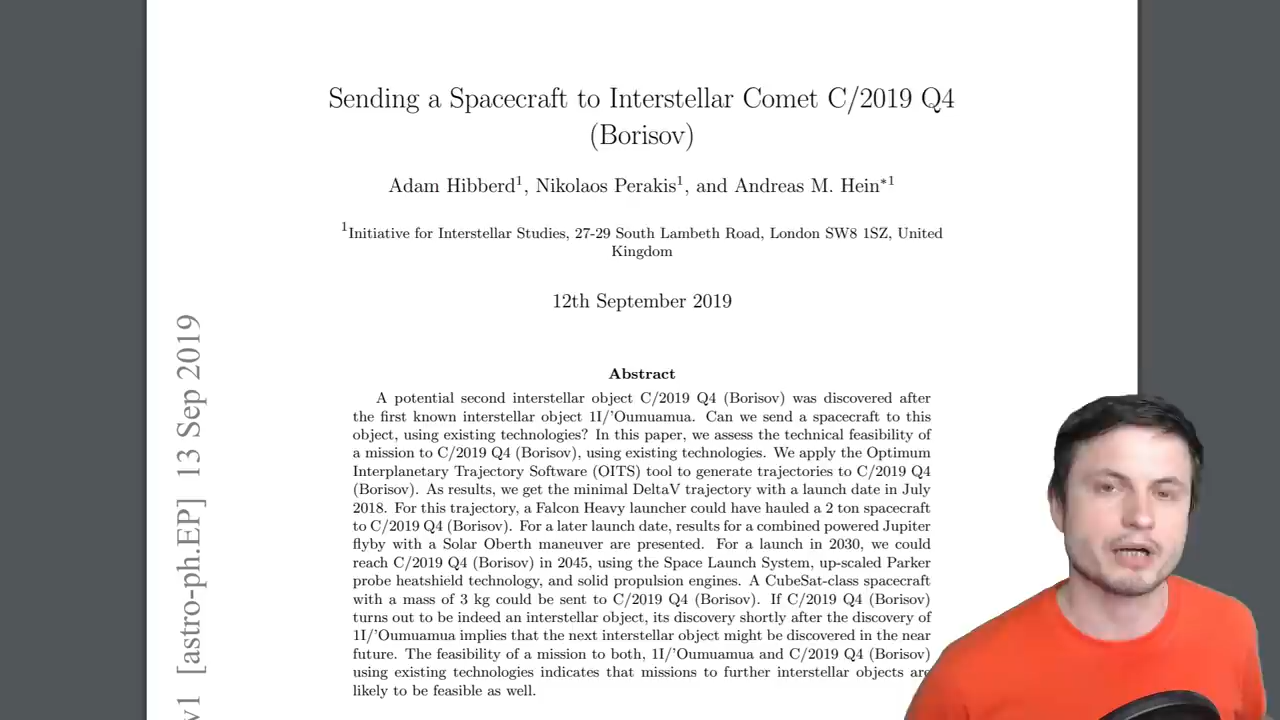 Sending a Spacecraft to Interstellar Comet C/2019 Q4
(Borisov)
Adam Hibberd1, Nikolaos Perakis1, and Andreas M. Hein∗1
1Initiative for Interstellar Studies, 27-29 South Lambeth Road, London SW8 1SZ, United
Kingdom
12th September 2019
Abstract
A potential second interstellar object C/2019 Q4 (Borisov) was discovered after
the first known interstellar object 1I/'Oumuamua. Can we send a spacecraft to this
object, using existing technologies? In this paper, we assess the technical feasibility of
a mission to C/2019 Q4 (Borisov), using existing technologies. We apply the Optimum
Interplanetary Trajectory Software (OITS) tool to generate trajectories to C/2019 Q4
(Borisov). As results, we get the minimal DeltaV trajectory with a launch date in July
2018. For this trajectory, a Falcon Heavy launcher could have hauled a 2 ton spacecraft
to C/2019 Q4 (Borisov). For a later launch date, results for a combined powered Jupiter
flyby with a Solar Oberth maneuver are presented. For a launch in 2030, we could
reach C/2019 Q4 (Borisov) in 2045, using the Space Launch System, up-scaled Parker
probe heatshield technology, and solid propulsion engines. A CubeSat-class spacecraft
with a mass of 3 kg could be sent to C/2019 Q4 (Borisov). If C/2019 Q4 (Borisov)
turns out to be indeed an interstellar object, its discovery shortly after the discovery of
1I/'Oumuamua implies that the next interstellar object might be discovered in the near
future. The feasibility of a mission to both, 1I/'Oumuamua and C/2019 Q4 (Borisov)
using existing technologies indicates that missions to further interstellar objects are
likely to be feasible as well.
v1 [astro-ph.EP] 13 Sep 2019